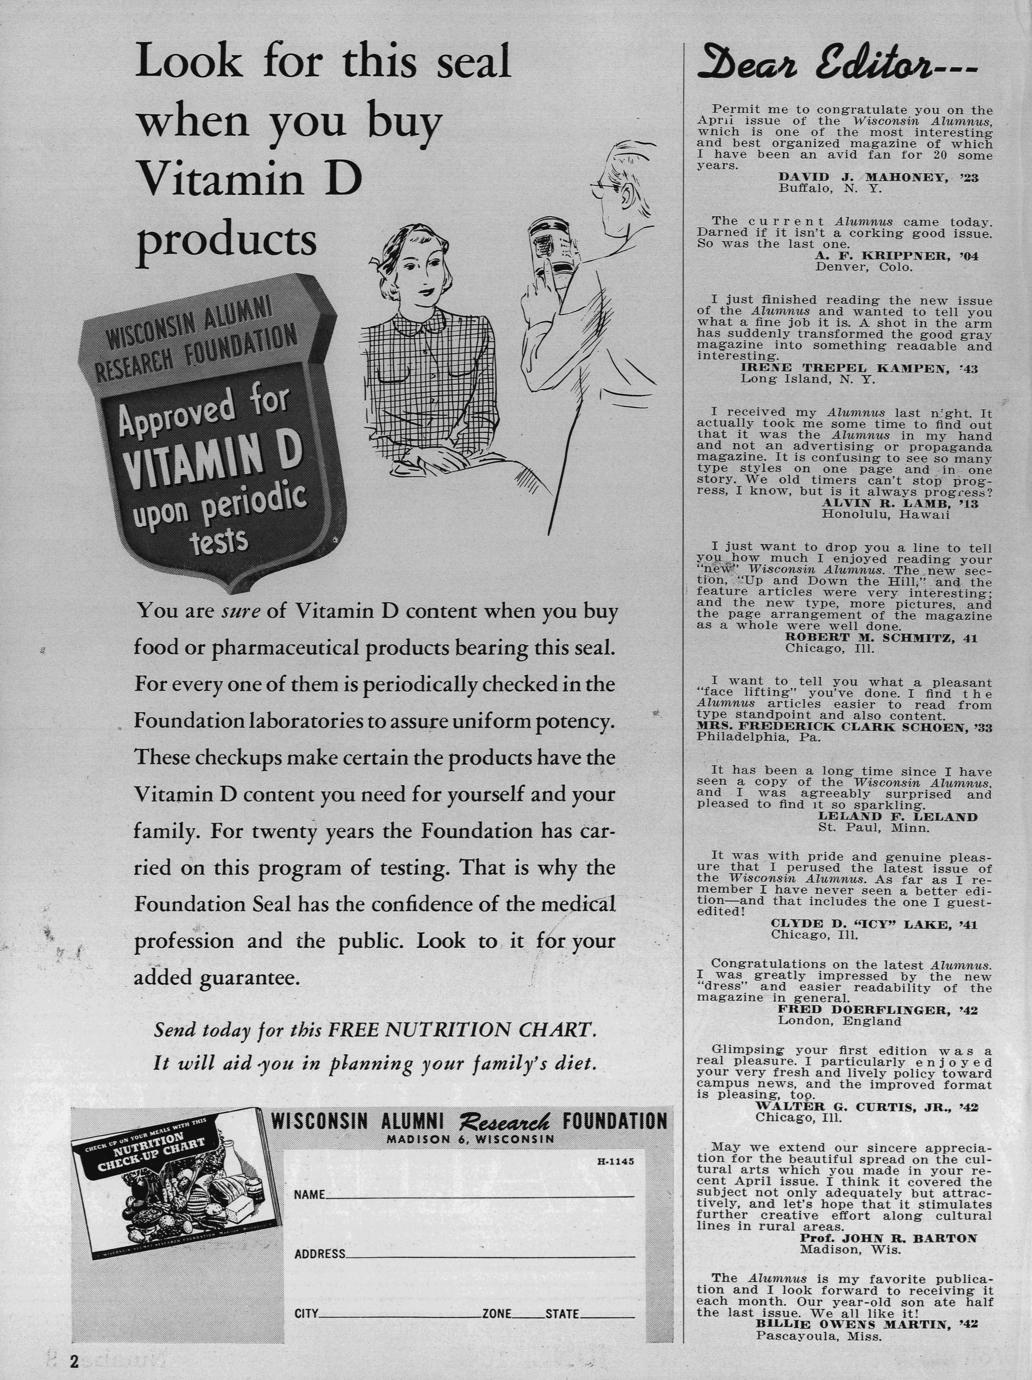 Look for this seal
when you buy
Vitamin D
products
WISCONSIN ALUMNI
RESEARCH FOUNDATION
Approved for
VITAMIN D
upon periodic
tests
You are sure of Vitamin D content when you buy
food or pharmaceutical products bearing this seal.
For every one of them is periodically checked in the
Foundation laboratories to assure uniform potency.
These checkups make certain the products have the
Vitamin D content you need for yourself and your
family. For twenty years the Foundation has car-
ried on this program of testing. That is why the
Foundation Seal has the confidence of the medical
profession and the public. Look to it for your
added guarantee.
Send today for this FREE NUTRITION CHART.
It will aid you in planning your family's diet.
CHECK UP ON YOUR MEALS WITH THIS
NUTRITION
CHECK-UP CHART
WISCONSIN ALUMNI RESEARCH FOUNDATION
WISCONSIN ALUMNI Research FOUNDATION
MADISON 6, WISCONSIN
H-1145
NAME
ADDRESS
CITY ZONE STATE
2
Dear Editor---
Permit me to congratulate you on the
April issue of the Wisconsin Alumnus,
which is one of the most interesting
and best organized magazine of which
I have been an avid fan for 20 some
years.
DAVID J. MAHONEY, '23
Buffalo, N. Y.
The current Alumnus came today.
Darned if it isn't a corking good issue.
So was the last one.
A. F. KRIPPNER, '04
Denver, Colo.
I just finished reading the new issue
of the Alumnus and wanted to tell you
what a fine job it is. A shot in the arm
has suddenly transformed the good gray
magazine into something readable and
interesting.
IRENE TREPEL KAMPEN, '43
Long Island, N. Y.
I received my Alumnus last night. It
actually took me some time to find out
that it was the Alumnus in my hand
and not an advertising or propaganda
magazine. It is confusing to see so many
type styles on one page and in one
story. We old timers can't stop prog-
ress, I know, but is it always progress?
ALVIN R. LAMB, '13
Honolulu, Hawaii
I just want to drop you a line to tell
you how much I enjoyed reading your
"new" Wisconsin Alumnus. The new sec-
tion, "Up and Down the Hill," and the
feature articles were very interesting;
and the new type, more pictures, and
the page arrangement of the magazine
as a whole were well done.
ROBERT M. SCHMITZ, 41
Chicago, Ill.
I want to tell you what a pleasant
"face lifting" you've done. I find the
Alumnus articles easier to read from
type standpoint and also content.
MRS. FREDERICK CLARK SCHOEN, '33
Philadelphia, Pa.
It has been a long time since I have
seen a copy of the Wisconsin Alumnus,
and I was agreeably surprised and
pleased to find it so sparkling.
LELAND F. LELAND
St. Paul, Minn.
It was with pride and genuine pleas-
ure that I perused the latest issue of
the Wisconsin Alumnus. As far as I re-
member I have never seen a better edi-
tion—and that includes the one I guest-
edited!
CLYDE D. "ICY" LAKE, '41
Chicago, Ill.
Congratulations on the latest Alumnus.
I was greatly impressed by the new
"dress" and easier readability of the
magazine in general.
FRED DOERFLINGER, '42
London, England
Glimpsing your first edition was a
real pleasure. I particularly enjoyed
your very fresh and lively policy toward
campus news, and the improved format
is pleasing, too.
WALTER G. CURTIS, JR., '42
Chicago, Ill.
May we extend our sincere apprecia-
tion for the beautiful spread on the cul-
tural arts which you made in your re-
cent April issue. I think it covered the
subject not only adequately but attrac-
tively, and let's hope that it stimulates
further creative effort along cultural
lines in rural areas.
Prof. JOHN R. BARTON
Madison, Wis.
The Alumnus is my favorite publica-
tion and I look forward to receiving it
each month. Our year-old son ate half
the last issue. We all like it!
BILLIE OWENS MARTIN, '42
Pascayoula, Miss.